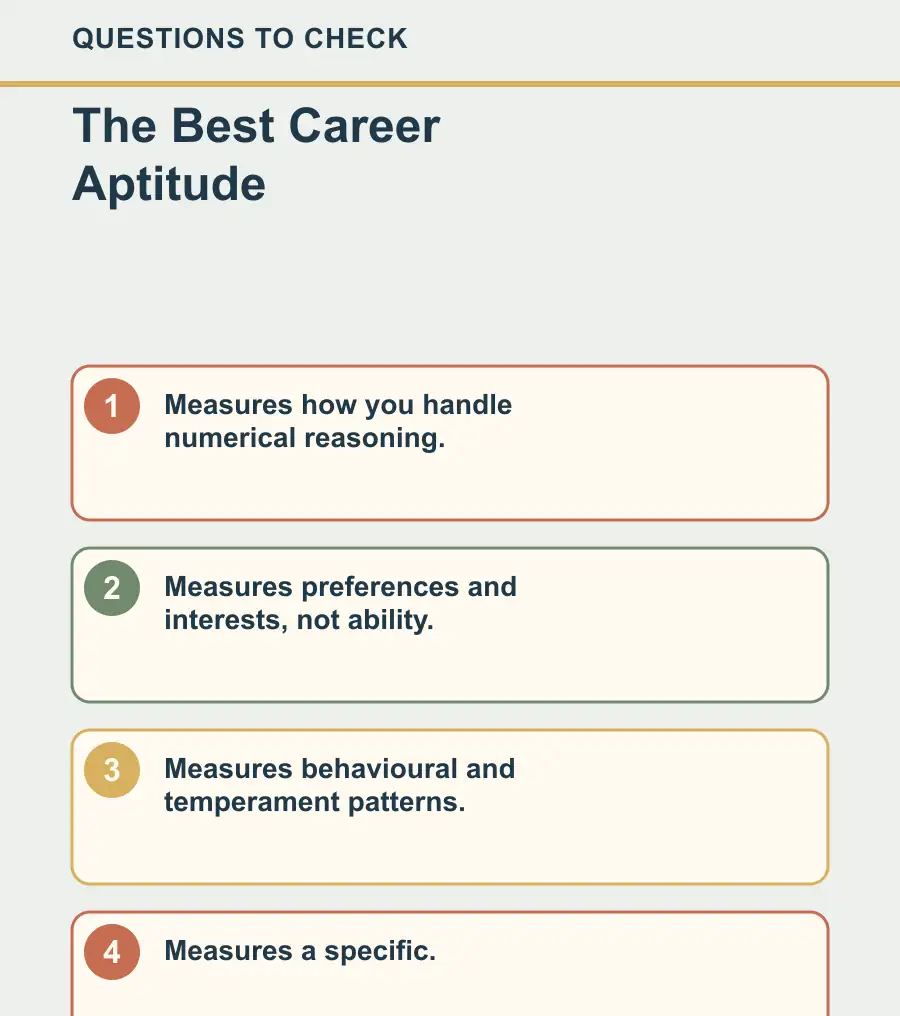 QUESTIONS TO CHECK
The Best Career
Aptitude
1
Measures how you handle
numerical reasoning.
2
Measures preferences and
interests, not ability.
3
Measures behavioural and
temperament patterns.
4
Measures a specific.